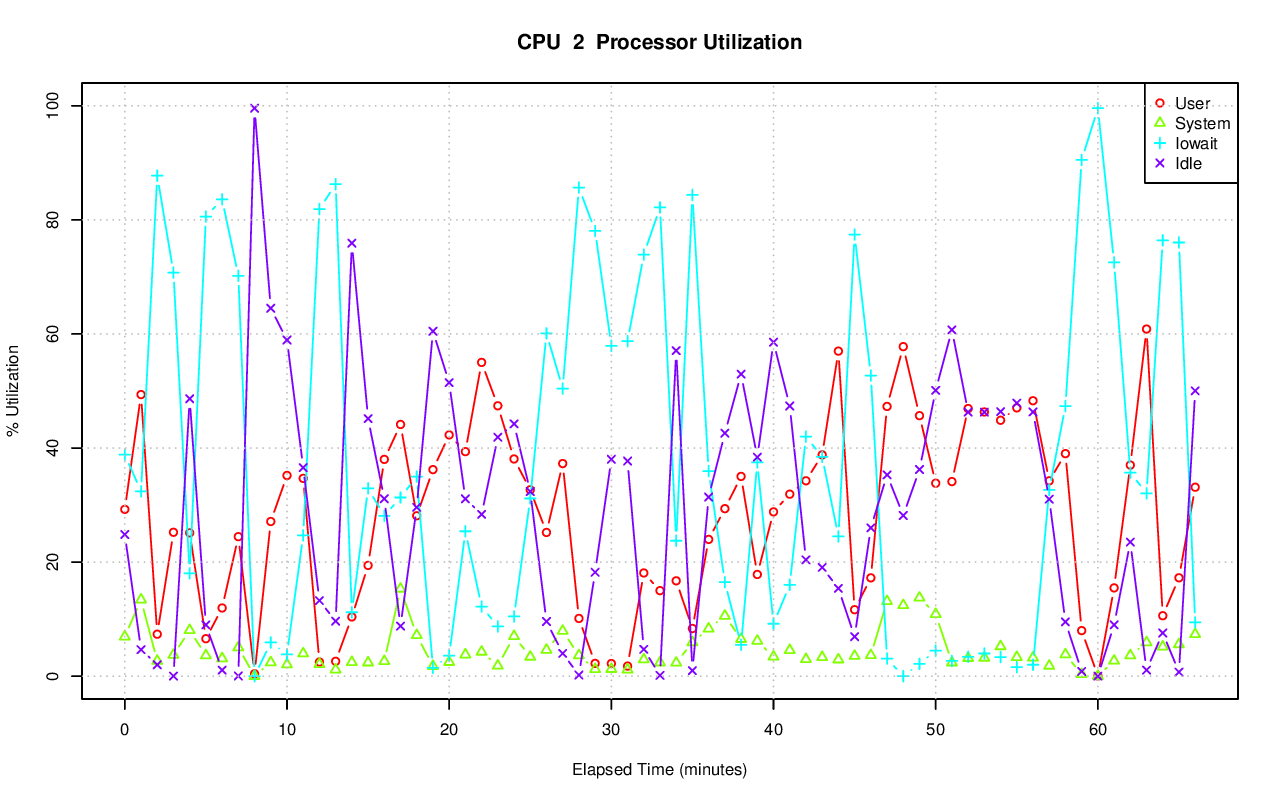 CPU  2  Processor Utilization
% Utilization
100
80
60
40
20
0
User
System
Iowait
Idle
0 10 20 30 40 50 60
Elapsed Time (minutes)